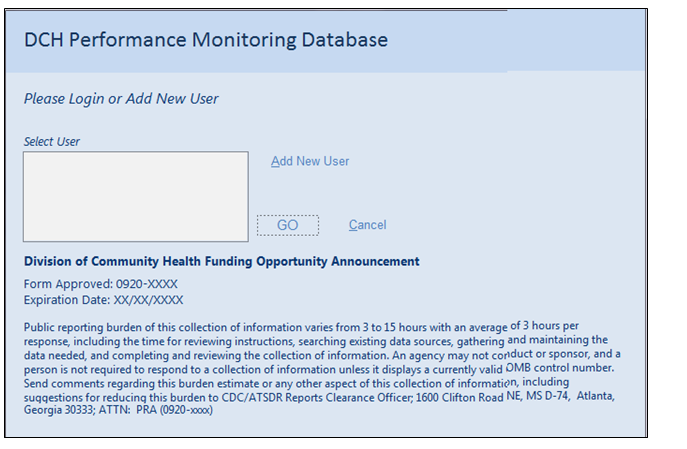 DCH Performance Monitoring Database
Please Login or Add New User
Select User
Add New User
GO
Cancel
Division of Community Health Funding Opportunity Announcement
Form Approved: 0920-XXXX
Expiration Date: XX/XX/XXXX
Public reporting burden of this collection of information varies from 3 to 15 hours with an average of 3 hours per
response, including the time for reviewing instructions, searching existing data sources, gathering and maintaining the
data needed, and completing and reviewing the collection of information. An agency may not conduct or sponsor, and a
person is not required to respond to a collection of information unless it displays a currently valid OMB control number.
Send comments regarding this burden estimate or any other aspect of this collection of information, including
suggestions for reducing this burden to CDC/ATSDR Reports Clearance Officer; 1600 Clifton Road NE, MS D-74, Atlanta,
Georgia 30333; ATTN: PRA (0920-xxxx)